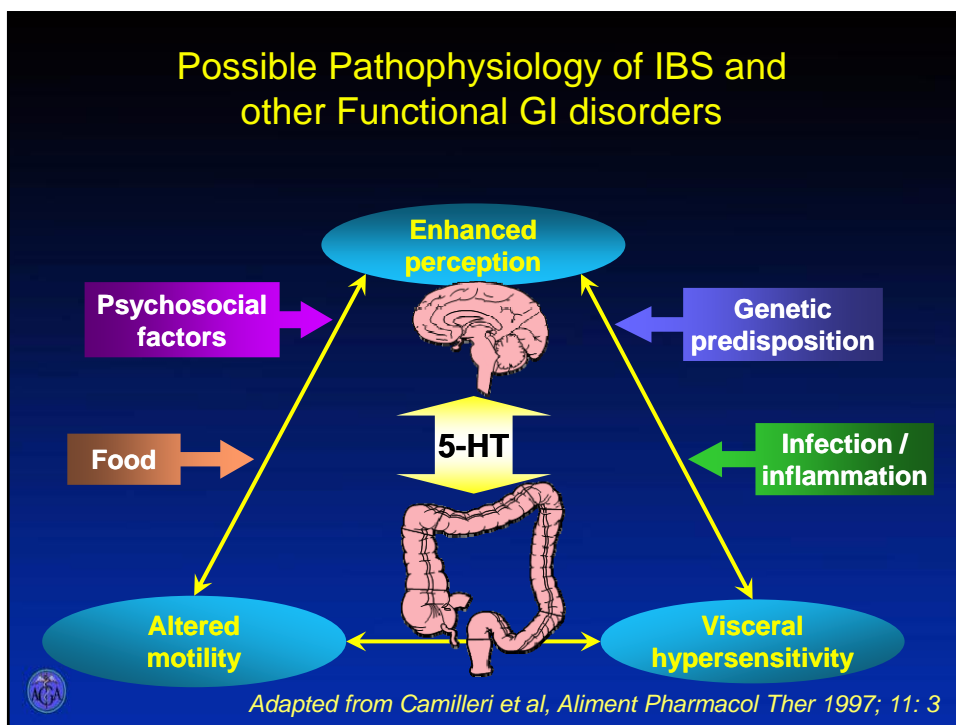 Possible Pathophysiology of IBS and
other Functional GI disorders
Enhanced
perception
Psychosocial
factors
Genetic
predisposition
Food
5-HT
Infection /
inflammation
Altered
motility
Visceral
hypersensitivity
AGA
Adapted from Camilleri et al, Aliment Pharmacol Ther 1997; 11: 3